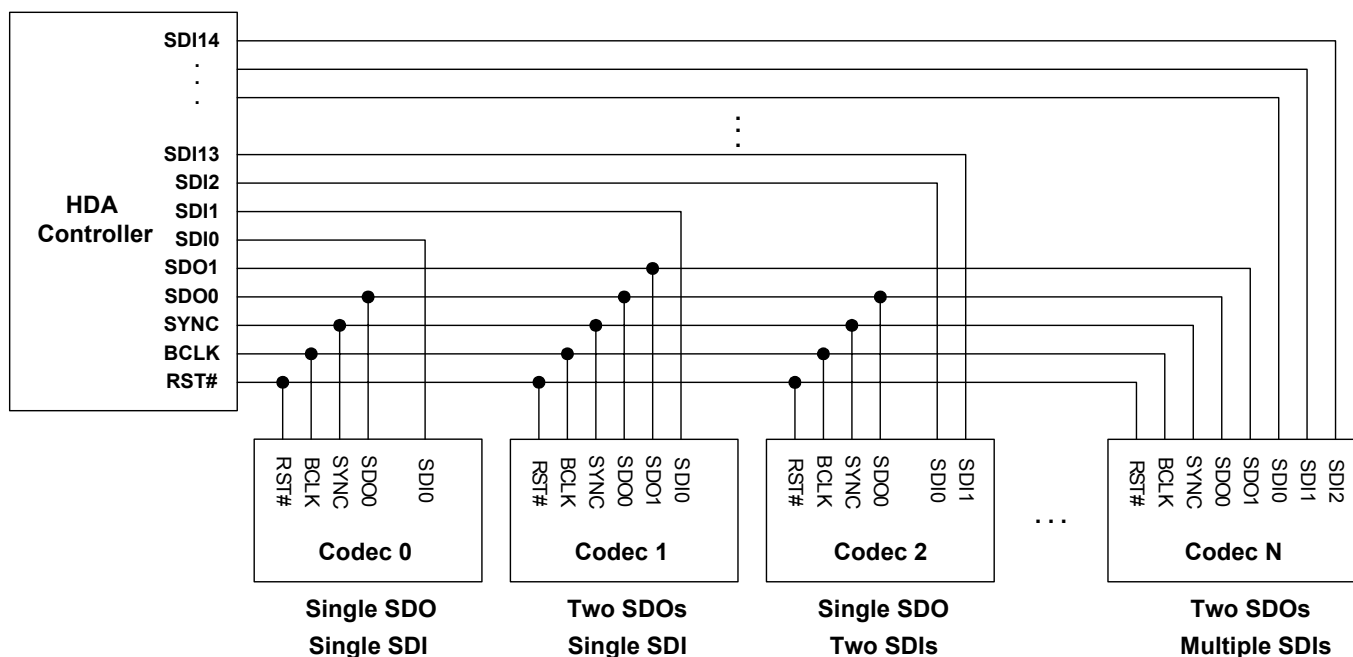 SDI14
.
.
.
SDI13
SDI2
SDI1
SDI0
SDO1
SDO0
SYNC
BCLK
RST#
HDA
Controller
. . .
RST#
BCLK
SYNC
SDO0
SDI0
Codec 0
Single SDO
Single SDI
RST#
BCLK
SYNC
SDO0
SDO1
SDI0
Codec 1
Two SDOs
Single SDI
RST#
BCLK
SYNC
SDO0
SDI0
SDI1
Codec 2
Single SDO
Two SDIs
. . .
RST#
BCLK
SYNC
SDO0
SDO1
SDI0
SDI1
SDI2
Codec N
Two SDOs
Multiple SDIs